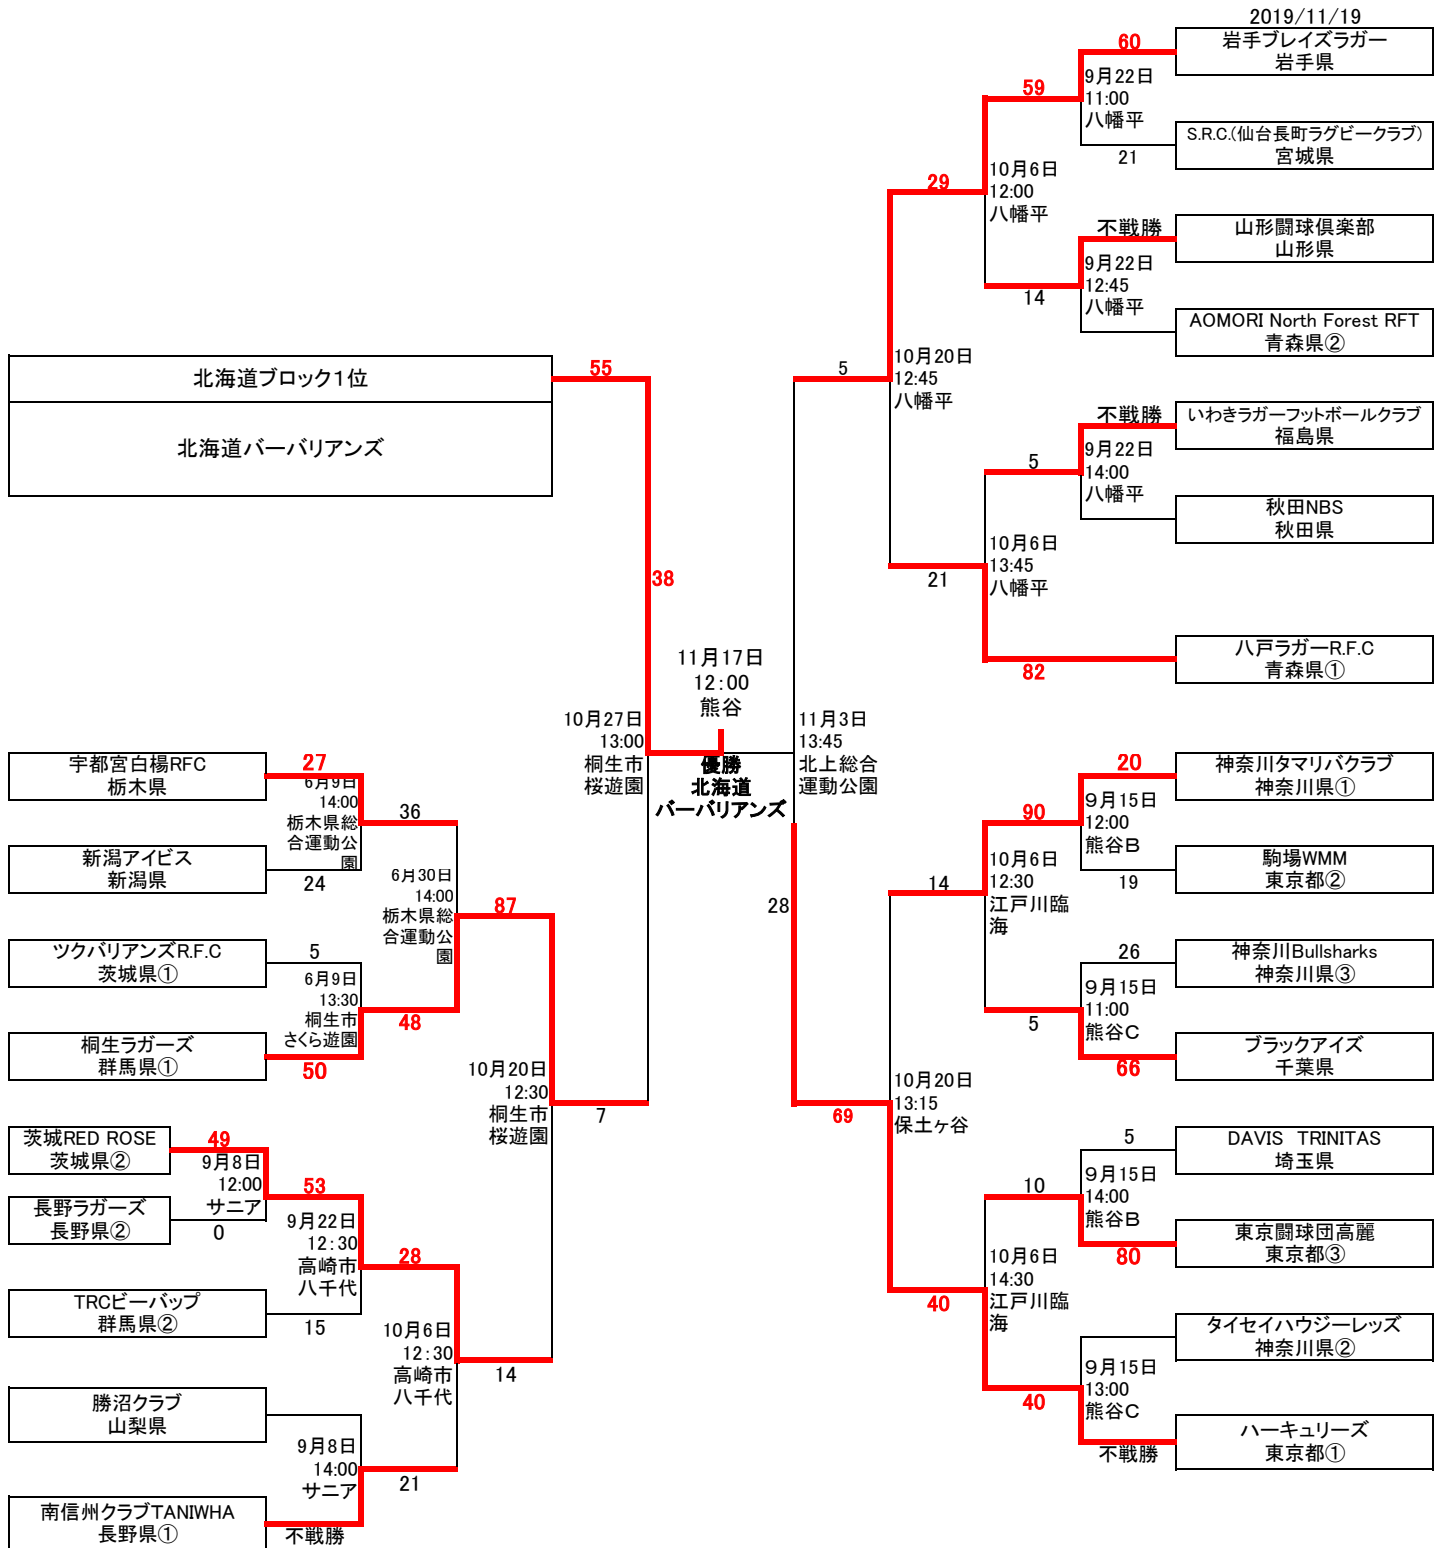 2019/11/19
岩手ブレイズラガー
岩手県
60
9月22日
11:00
八幡平
59
S.R.C.(仙台長町ラグビークラブ)
宮城県
21
10月6日
12:00
八幡平
29
山形闘球倶楽部
山形県
不戦勝
9月22日
12:45
八幡平
14
AOMORI North Forest RFT
青森県②
10月20日
12:45
八幡平
5
いわきラガーフットボールクラブ
福島県
不戦勝
9月22日
14:00
八幡平
5
秋田NBS
秋田県
10月6日
13:45
八幡平
21
八戸ラガーR.F.C
青森県①
82
北海道ブロック1位
北海道バーバリアンズ
55
38
11月17日
12:00
熊谷
優勝
北海道
バーバリアンズ
10月27日
13:00
桐生市
桜遊園
11月3日
13:45
北上総合
運動公園
28
宇都宮白楊RFC
栃木県
27
6月9日
14:00
栃木県総
合運動公
園
36
新潟アイビス
新潟県
24
6月30日
14:00
栃木県総
合運動公
園
87
ツクバリアンズR.F.C
茨城県①
5
6月9日
13:30
桐生市
さくら遊園
48
桐生ラガーズ
群馬県①
50
10月20日
12:30
桐生市
桜遊園
7
茨城RED ROSE
茨城県②
49
9月8日
12:00
サニア
53
長野ラガーズ
長野県②
0
9月22日
12:30
高崎市
八千代
28
TRCビーバップ
群馬県②
15
10月6日
12:30
高崎市
八千代
14
勝沼クラブ
山梨県
9月8日
14:00
サニア
21
南信州クラブTANIWHA
長野県①
不戦勝
神奈川タマリバクラブ
神奈川県①
20
9月15日
12:00
熊谷B
90
駒場WMM
東京都②
19
10月6日
12:30
江戸川臨
海
14
神奈川Bullsharks
神奈川県③
26
9月15日
11:00
熊谷C
5
ブラックアイズ
千葉県
66
10月20日
13:15
保土ヶ谷
69
DAVIS　TRINITAS
埼玉県
5
9月15日
14:00
熊谷B
10
東京闘球団高麗
東京都③
80
10月6日
14:30
江戸川臨
海
40
タイセイハウジーレッズ
神奈川県②
9月15日
13:00
熊谷C
40
ハーキュリーズ
東京都①
不戦勝